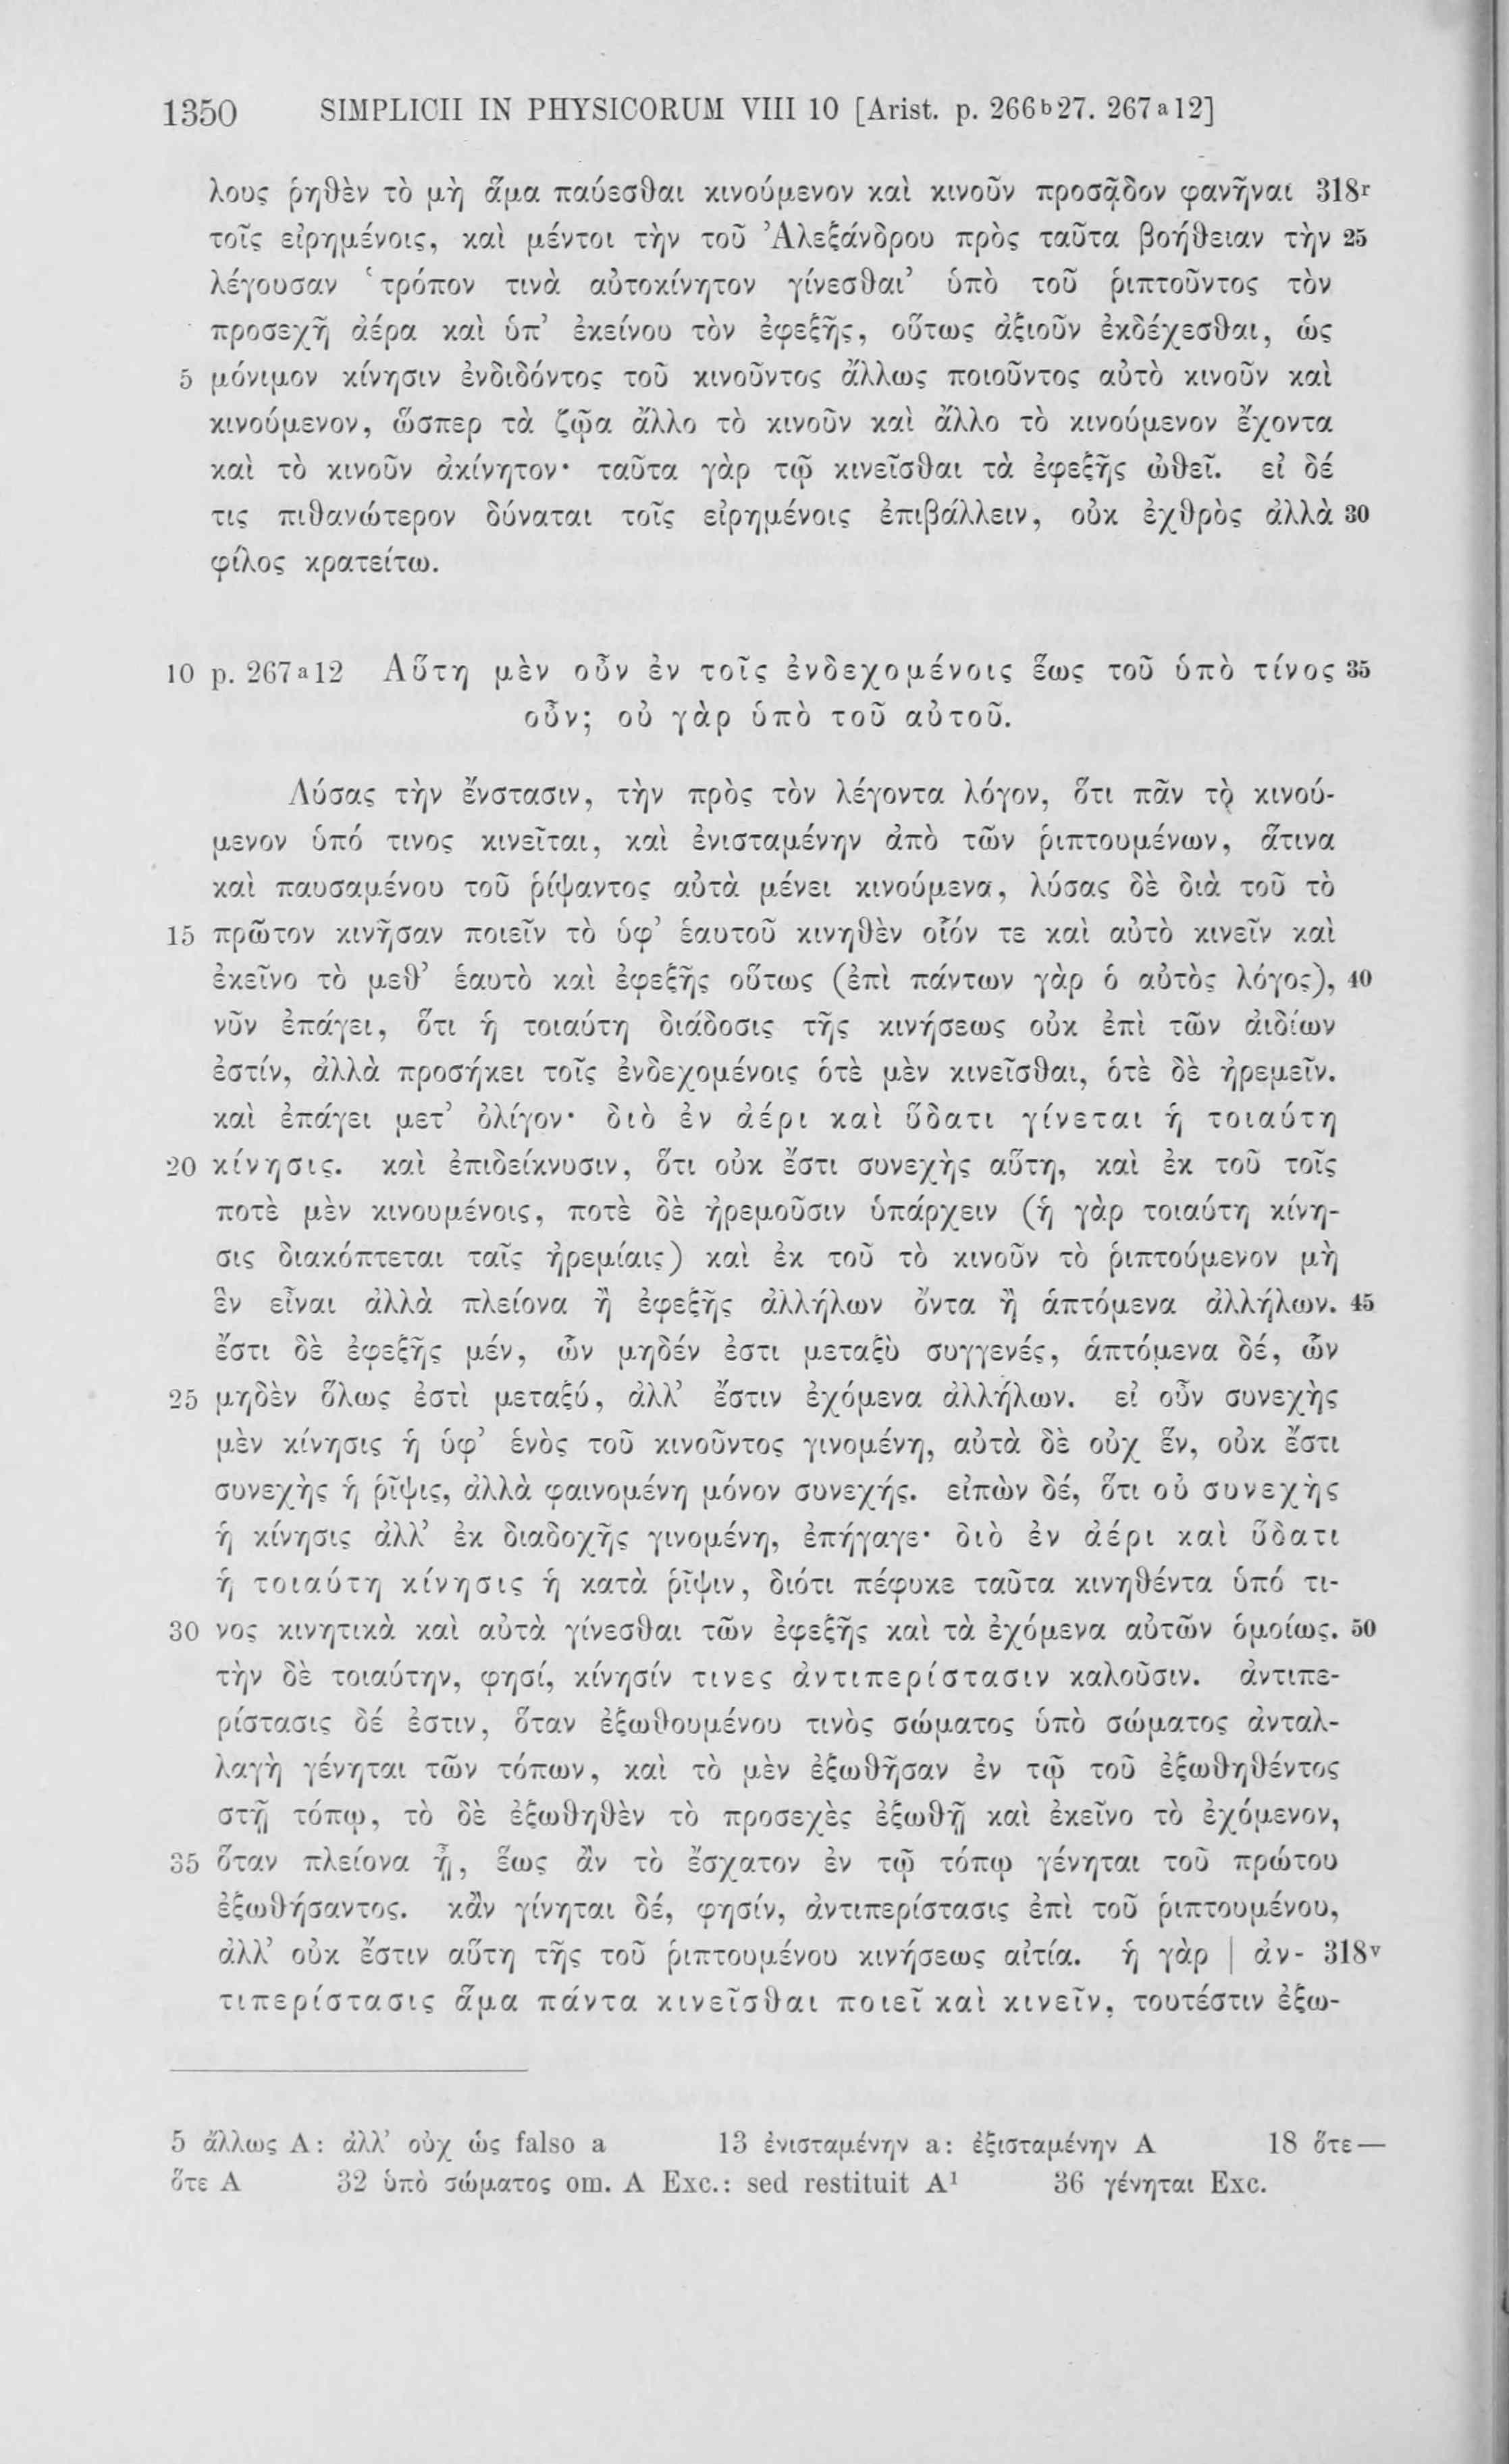 1350 SIMPLICII IN PHYSICORUM VIII 10 [Arist. p. 266b27. 267a12]
λους ῥηθὲν τὸ μὴ ἅμα παύεσθαι κινούμενον καὶ κινοῦν προσᾷδον φανῆναι 318r
τοῖς εἰρημένοις, καὶ μέντοι τὴν τοῦ Ἀλεξάνδρου πρὸς ταῦτα βοήθειαν τὴν 25
λέγουσαν ‘τρόπον τινὰ αὐτοκίνητον γίνεσθαι’ ὑπὸ τοῦ ῥιπτοῦντος τὸν
προσεχῆ ἀέρα καὶ ὑπ’ ἐκείνου τὸν ἐφεξῆς, οὕτως ἀξιοῦν ἐκδέχεσθαι, ὡς
5 μόνιμον κίνησιν ἐνδιδόντος τοῦ κινοῦντος ἄλλως ποιοῦντος αὐτὸ κινοῦν καὶ
κινούμενον, ὥσπερ τὰ ζῷα ἄλλο τὸ κινοῦν καὶ ἄλλο τὸ κινούμενον ἔχοντα
καὶ τὸ κινοῦν ἀκίνητον· ταῦτα γὰρ τῷ κινεῖσθαι τὰ ἐφεξῆς ὠθεῖ. εἰ δέ
τις πιθανώτερον δύναται τοῖς εἰρημένοις ἐπιβάλλειν, οὐκ ἐχθρὸς ἀλλὰ 30
φίλος κρατείτω.
10 p. 267a12 Αὕτη μὲν οὖν ἐν τοῖς ἐνδεχομένοις ἕως τοῦ ὑπὸ τίνος 35
οὖν; οὐ γὰρ ὑπὸ τοῦ αὐτοῦ.
Λύσας τὴν ἔνστασιν, τὴν πρὸς τὸν λέγοντα λόγον, ὅτι πᾶν τὸ κινού-
μενον ὑπό τινος κινεῖται, καὶ ἐνισταμένην ἀπὸ τῶν ῥιπτουμένων, ἅτινα
καὶ παυσαμένου τοῦ ῥίψαντος αὐτὰ μένει κινούμενα, λύσας δὲ διὰ τοῦ τὸ
15 πρῶτον κινῆσαν ποιεῖν τὸ ὑφ’ ἑαυτοῦ κινηθὲν οἷόν τε καὶ αὐτὸ κινεῖν καὶ
ἐκεῖνο τὸ μεθ’ ἑαυτὸ καὶ ἐφεξῆς οὕτως (ἐπὶ πάντων γὰρ ὁ αὐτὸς λόγος), 40
νῦν ἐπάγει, ὅτι ἡ τοιαύτη διάδοσις τῆς κινήσεως οὐκ ἐπὶ τῶν ἀιδίων
ἐστίν, ἀλλὰ προσήκει τοῖς ἐνδεχομένοις ὁτὲ μὲν κινεῖσθαι, ὁτὲ δὲ ἠρεμεῖν.
καὶ ἐπάγει μετ’ ὀλίγον· διὸ ἐν ἀέρι καὶ ὕδατι γίνεται ἡ τοιαύτη
20 κίνησις. καὶ ἐπιδείκνυσιν, ὅτι οὐκ ἔστι συνεχὴς αὕτη, καὶ ἐκ τοῦ τοῖς
ποτὲ μὲν κινουμένοις, ποτὲ δὲ ἠρεμοῦσιν ὑπάρχειν (ἡ γὰρ τοιαύτη κίνη-
σις διακόπτεται ταῖς ἠρεμίαις) καὶ ἐκ τοῦ τὸ κινοῦν τὸ ῥιπτούμενον μὴ
ἓν εἶναι ἀλλὰ πλείονα ἢ ἐφεξῆς ἀλλήλων ὄντα ἢ ἁπτόμενα ἀλλήλων. 45
ἔστι δὲ ἐφεξῆς μέν, ὧν μηδέν ἐστι μεταξὺ συγγενές, ἁπτόμενα δέ, ὧν
25 μηδὲν ὅλως ἐστὶ μεταξύ, ἀλλ’ ἔστιν ἐχόμενα ἀλλήλων. εἰ οὖν συνεχὴς
μὲν κίνησις ἡ ὑφ’ ἑνὸς τοῦ κινοῦντος γινομένη, αὐτὰ δὲ οὐχ ἕν, οὐκ ἔστι
συνεχὴς ἡ ῥῖψις, ἀλλὰ φαινομένη μόνον συνεχής. εἰπὼν δέ, ὅτι οὐ συνεχὴς
ἡ κίνησις ἀλλ’ ἐκ διαδοχῆς γινομένη, ἐπήγαγε· διὸ ἐν ἀέρι καὶ ὕδατι
ἡ τοιαύτη κίνησις ἡ κατὰ ῥῖψιν, διότι πέφυκε ταῦτα κινηθέντα ὑπό τι-
30 νος κινητικὰ καὶ αὐτὰ γίνεσθαι τῶν ἐφεξῆς καὶ τὰ ἐχόμενα αὐτῶν ὁμοίως. 50
τὴν δὲ τοιαύτην, φησί, κίνησίν τινες ἀντιπερίστασιν καλοῦσιν. ἀντιπε-
ρίστασις δέ ἐστιν, ὅταν ἐξωθουμένου τινὸς σώματος ὑπὸ σώματος ἀνταλ-
λαγὴ γένηται τῶν τόπων, καὶ τὸ μὲν ἐξωθῆσαν ἐν τῷ τοῦ ἐξωθηθέντος
στῇ τόπῳ, τὸ δὲ ἐξωθηθὲν τὸ προσεχὲς ἐξωθῇ καὶ ἐκεῖνο τὸ ἐχόμενον,
35 ὅταν πλείονα ᾖ, ἕως ἂν τὸ ἔσχατον ἐν τῷ τόπῳ γένηται τοῦ πρώτου
ἐξωθήσαντος. κἂν γίνηται δέ, φησίν, ἀντιπερίστασις ἐπὶ τοῦ ῥιπτουμένου,
ἀλλ’ οὐκ ἔστιν αὕτη τῆς τοῦ ῥιπτουμένου κινήσεως αἰτία. ἡ γὰρ | ἀν- 318v
τιπερίστασις ἅμα πάντα κινεῖσθαι ποιεῖ καὶ κινεῖν, τουτέστιν ἐξω-
5 ἄλλως A: ἀλλ’ οὐχ ὡς falso a 13 ἐνισταμένην a: ἐξισταμένην A 18 ὅτε —
ὅτε A 32 ὑπὸ σώματος om. A Exc.: sed restituit A1 36 γένηται Exc.